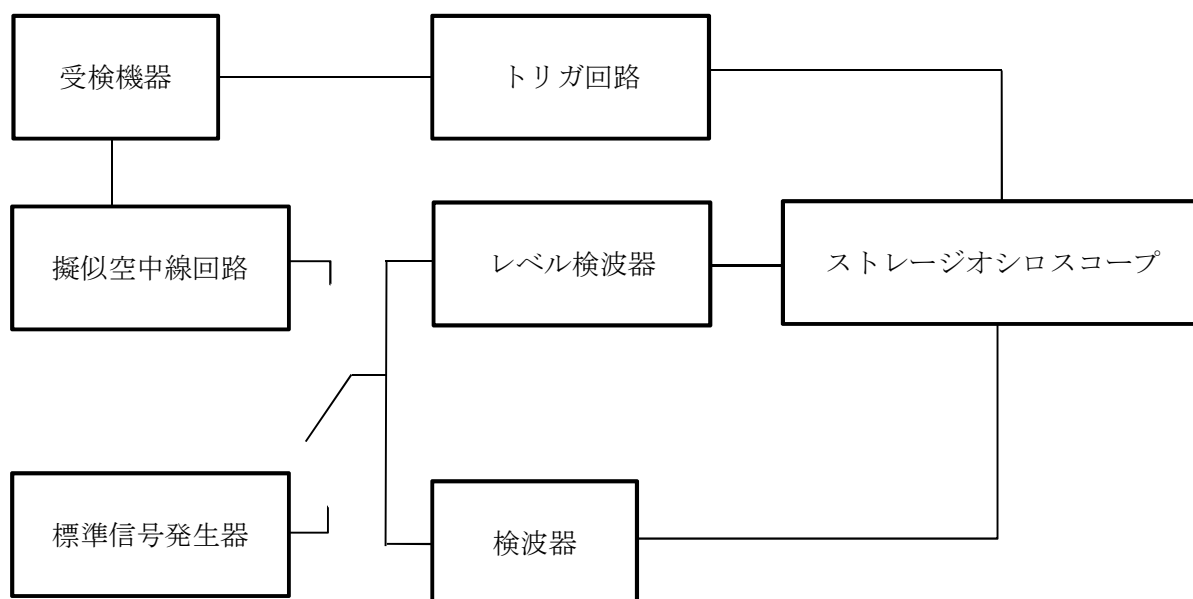 受検機器
トリガ回路
擬似空中線回路
レベル検波器
ストレージオシロスコープ
標準信号発生器
検波器